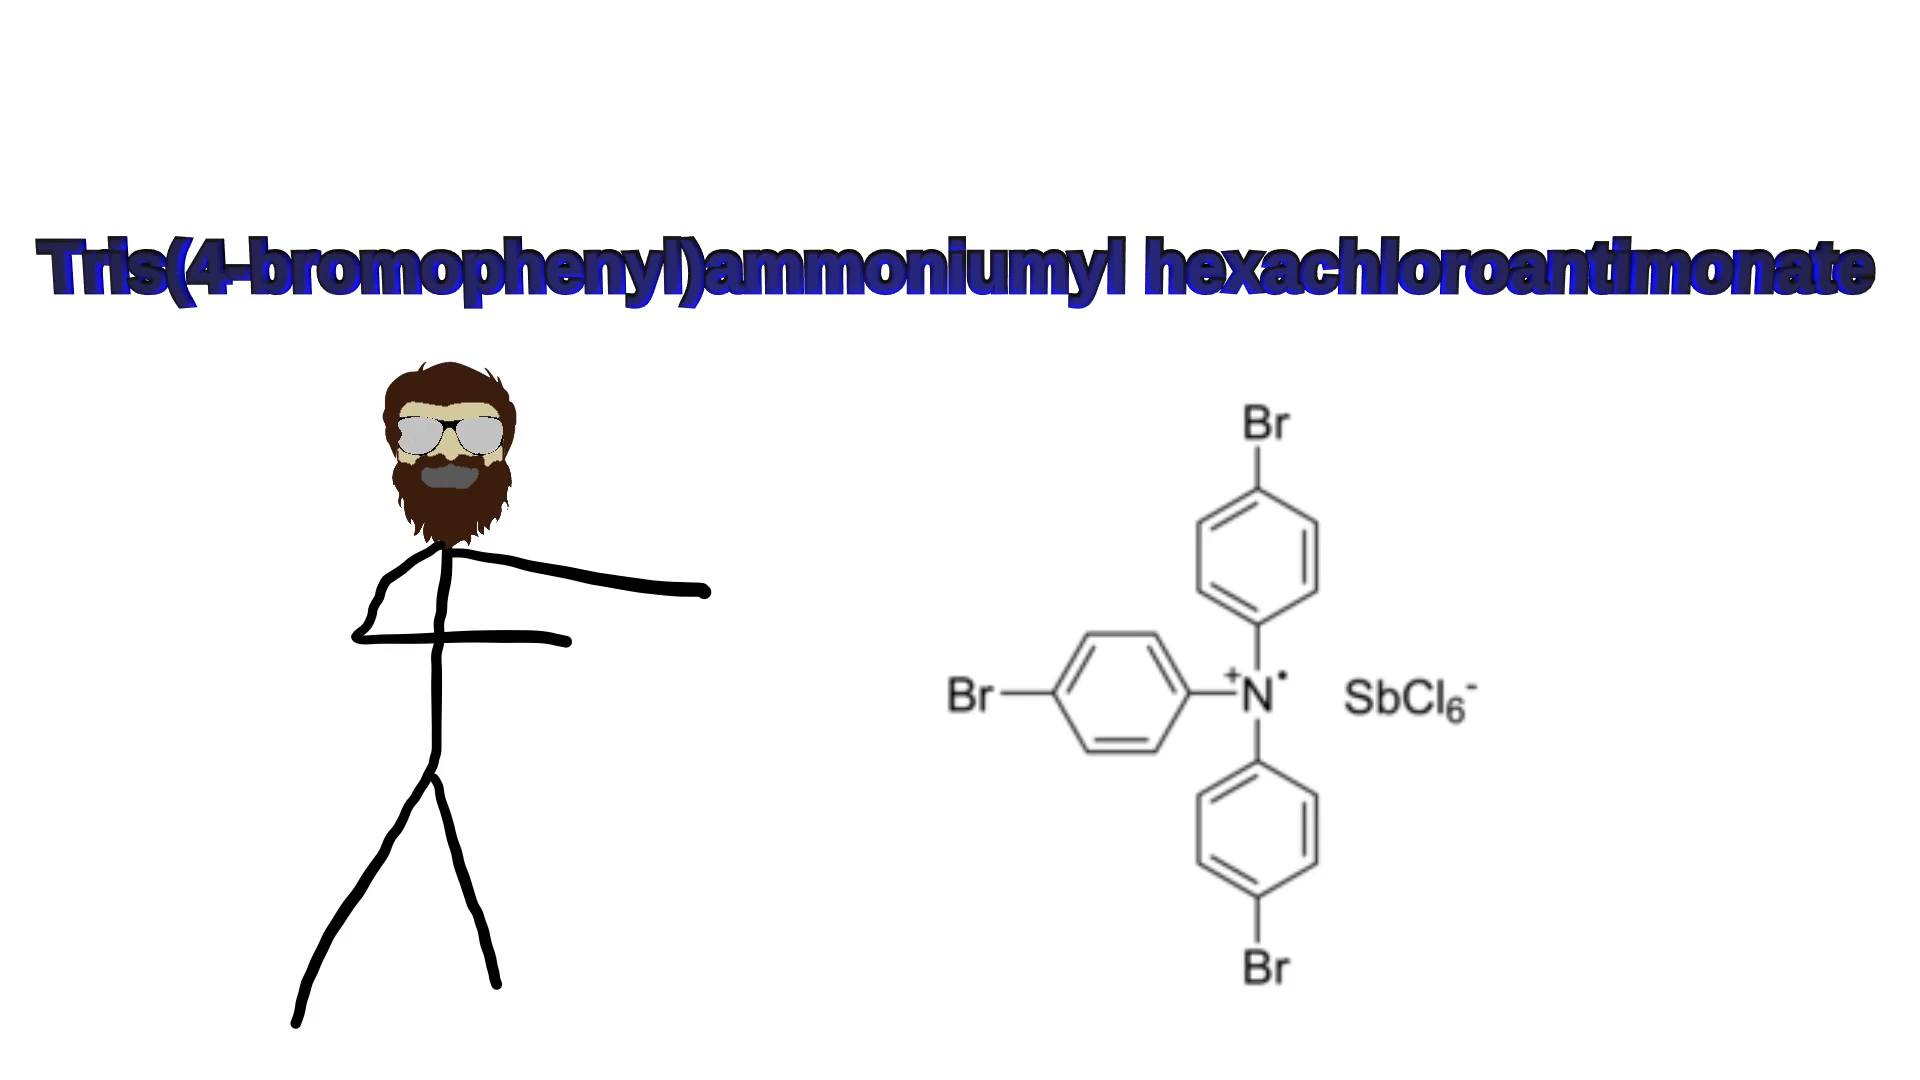 Tris(4-bromophenyl)ammoniumyl hexachloroantimonate
Br
Br
+N•
SbCl6-
Br